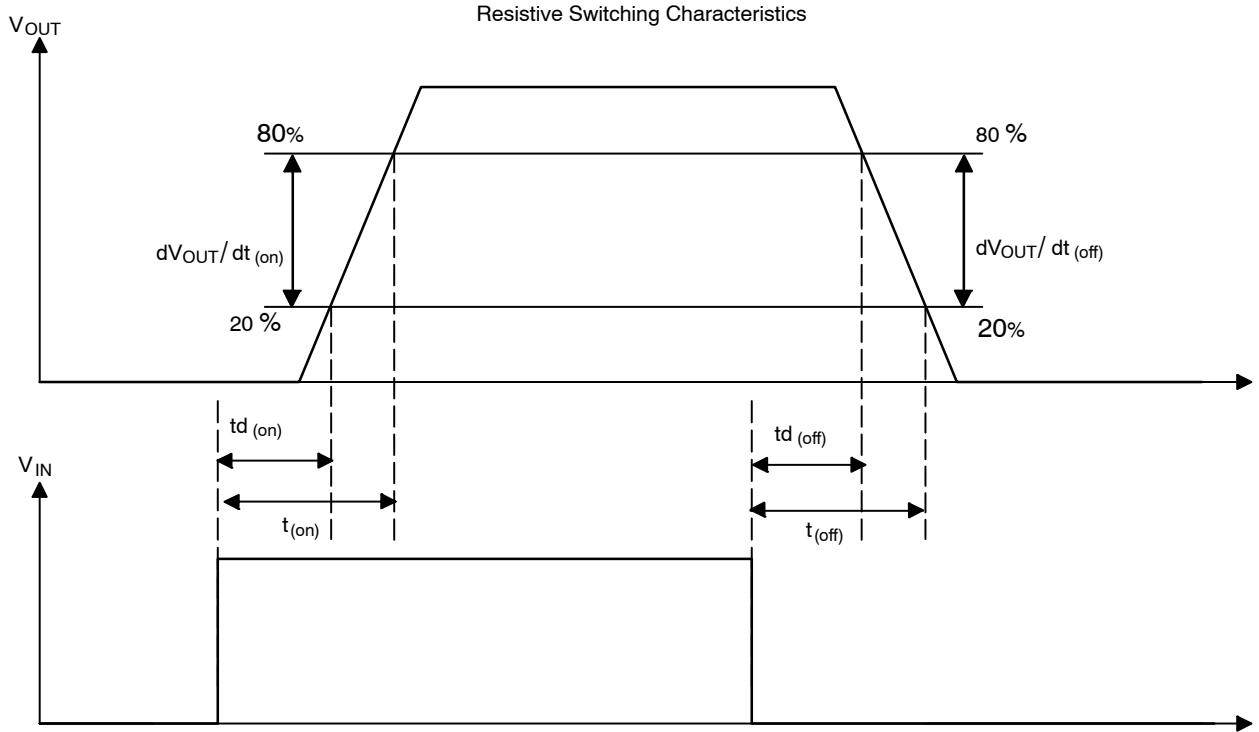 Resistive Switching Characteristics
VOUT
80%
80 %
dVOUT/ dt (on)
dVOUT/ dt (off)
20 %
20%
td (on)
td (off)
VIN
t (on)
t (off)